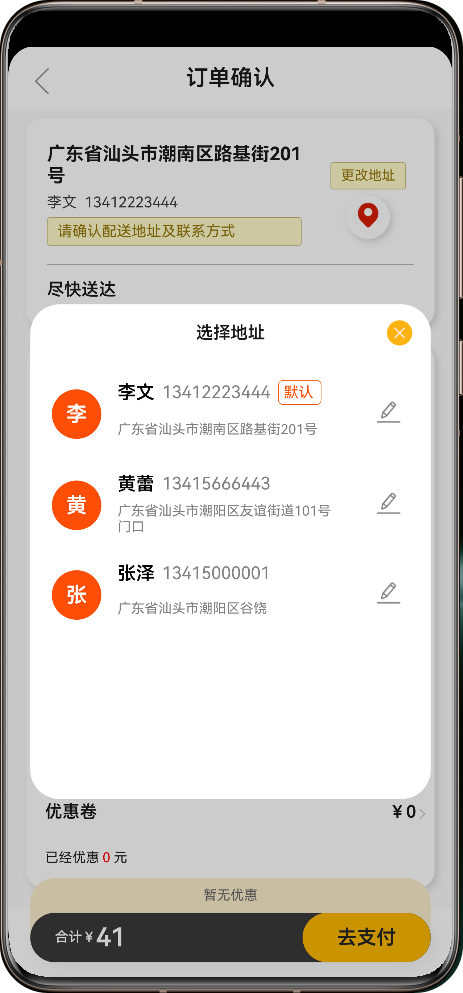 订单确认
广东省汕头市潮南区路基街201
号
更改地址
李文 13412223444
请确认配送地址及联系方式
尽快送达
选择地址
李
李文 13412223444 默认
广东省汕头市潮南区路基街201号
黄
黄蕾 13415666443
广东省汕头市潮阳区友谊街道101号
门口
张
张泽 13415000001
广东省汕头市潮阳区谷饶
优惠卷 ¥0
已经优惠 0 元
暂无优惠
合计¥41 去支付